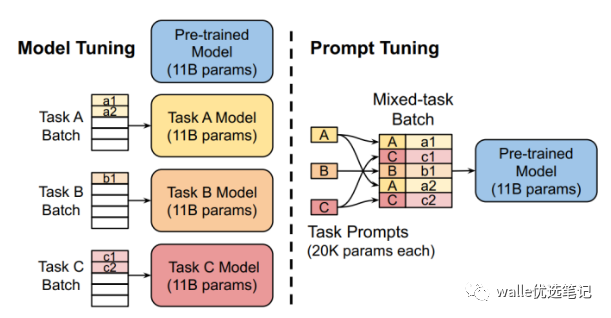 Model Tuning
Pre-trained
Model
(11B params)
Task A
Batch
a1
a2
Task A Model
(11B params)
Task B
Batch
b1
Task B Model
(11B params)
Task C
Batch
c1
c2
Task C Model
(11B params)
Prompt Tuning
Mixed-task
Batch
A
B
C
A a1
C c1
B b1
A a2
C c2
Task Prompts
(20K params each)
Pre-trained
Model
(11B params)
walle优选笔记